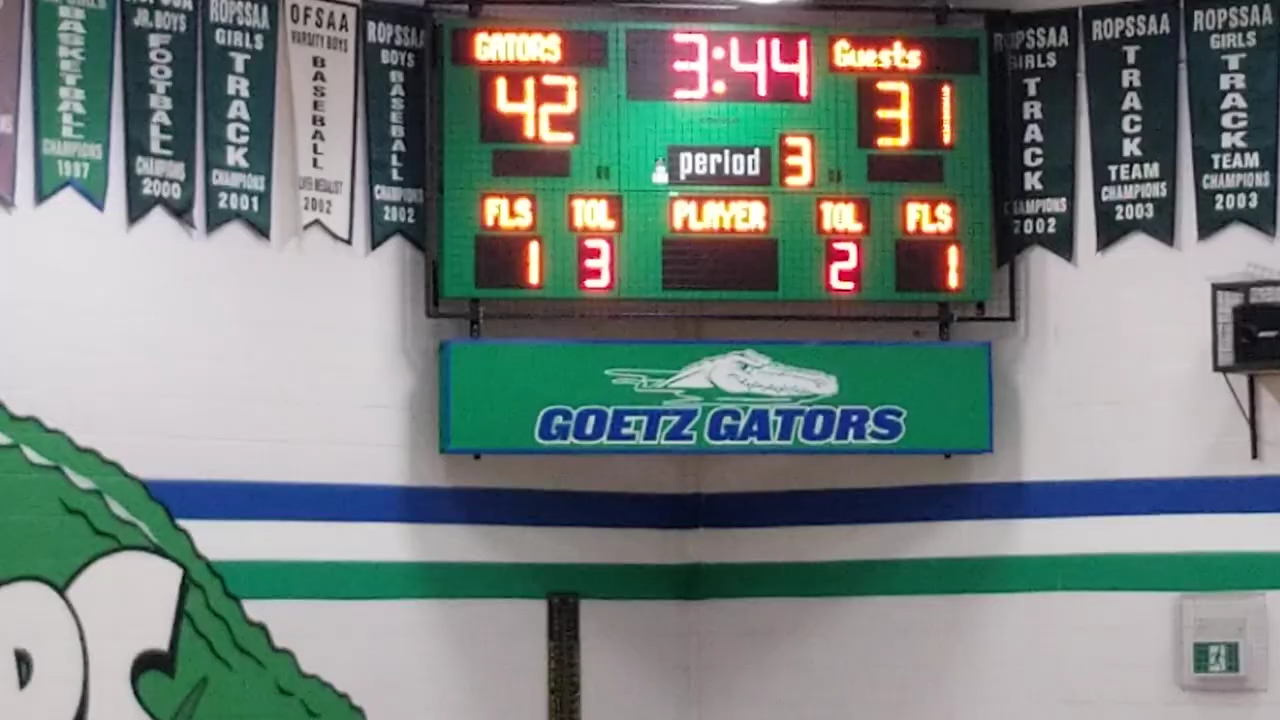 BASKETBALL
CHAMPIONS
1997
JR. BOYS
FOOTBALL
CHAMPIONS
2000
ROPSSAA
GIRLS
TRACK
CHAMPIONS
2001
OFSAA
VARSITY BOYS
BASEBALL
MEDALIST
2002
ROPSSAA
BOYS
BASEBALL
CHAMPIONS
2002
GATORS
3:44
Guests
42
31
period
3
FLS
TOL
PLAYER
TOL
FLS
1
3
2
1
GOETZ GATORS
ROPSSAA
GIRLS
TRACK
CHAMPIONS
2002
ROPSSAA
TRACK
TEAM
CHAMPIONS
2003
ROPSSAA
GIRLS
TRACK
TEAM
CHAMPIONS
2003